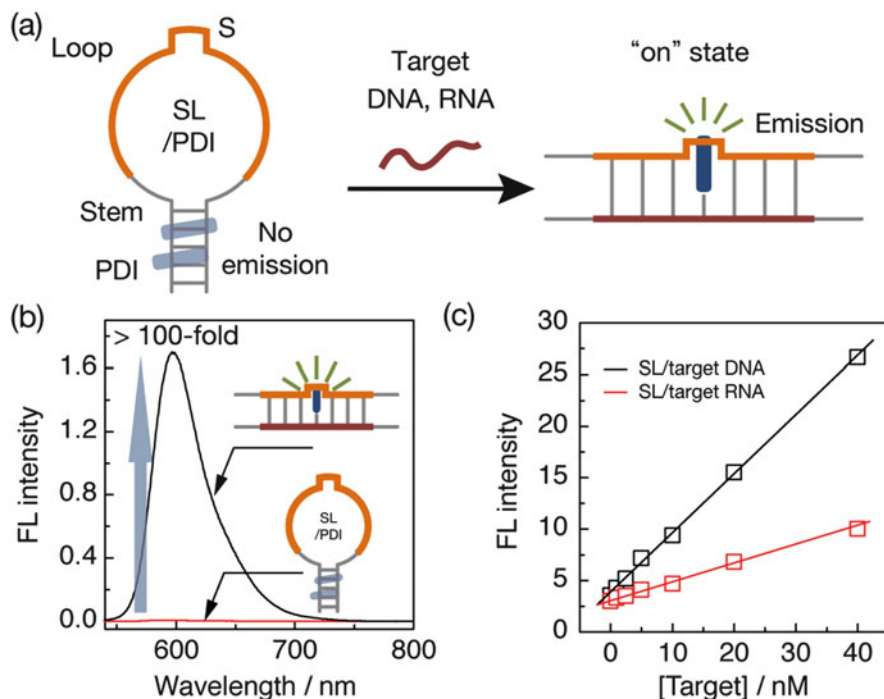 (a)
S
Loop
SL
/PDI
Stem
PDI
No
emission
Target
DNA, RNA
"on" state
Emission
(b)
> 100-fold
FL intensity
1.6
1.2
0.8
0.4
0.0
SL
/PDI
600
700
800
Wavelength / nm
(c)
FL intensity
30
25
20
15
10
5
0
SL/target DNA
SL/target RNA
0
10
20
30
40
[Target] / nM